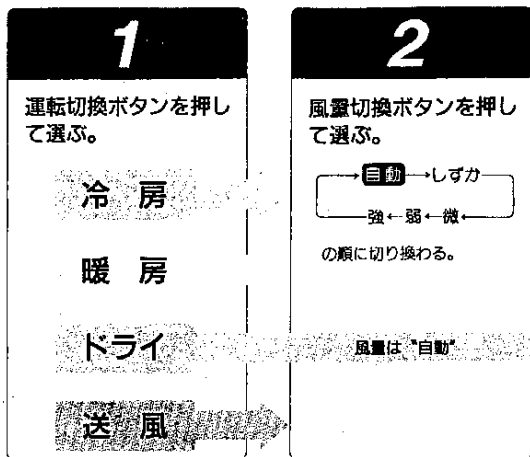 1
運転切換ボタンを押し
て選ぶ。
冷 房
暖 房
ドライ
送 風
2
風量切換ボタンを押し
て選ぶ。
自動→しずか
強←弱←微
の順に切り換わる。
風量は“自動”